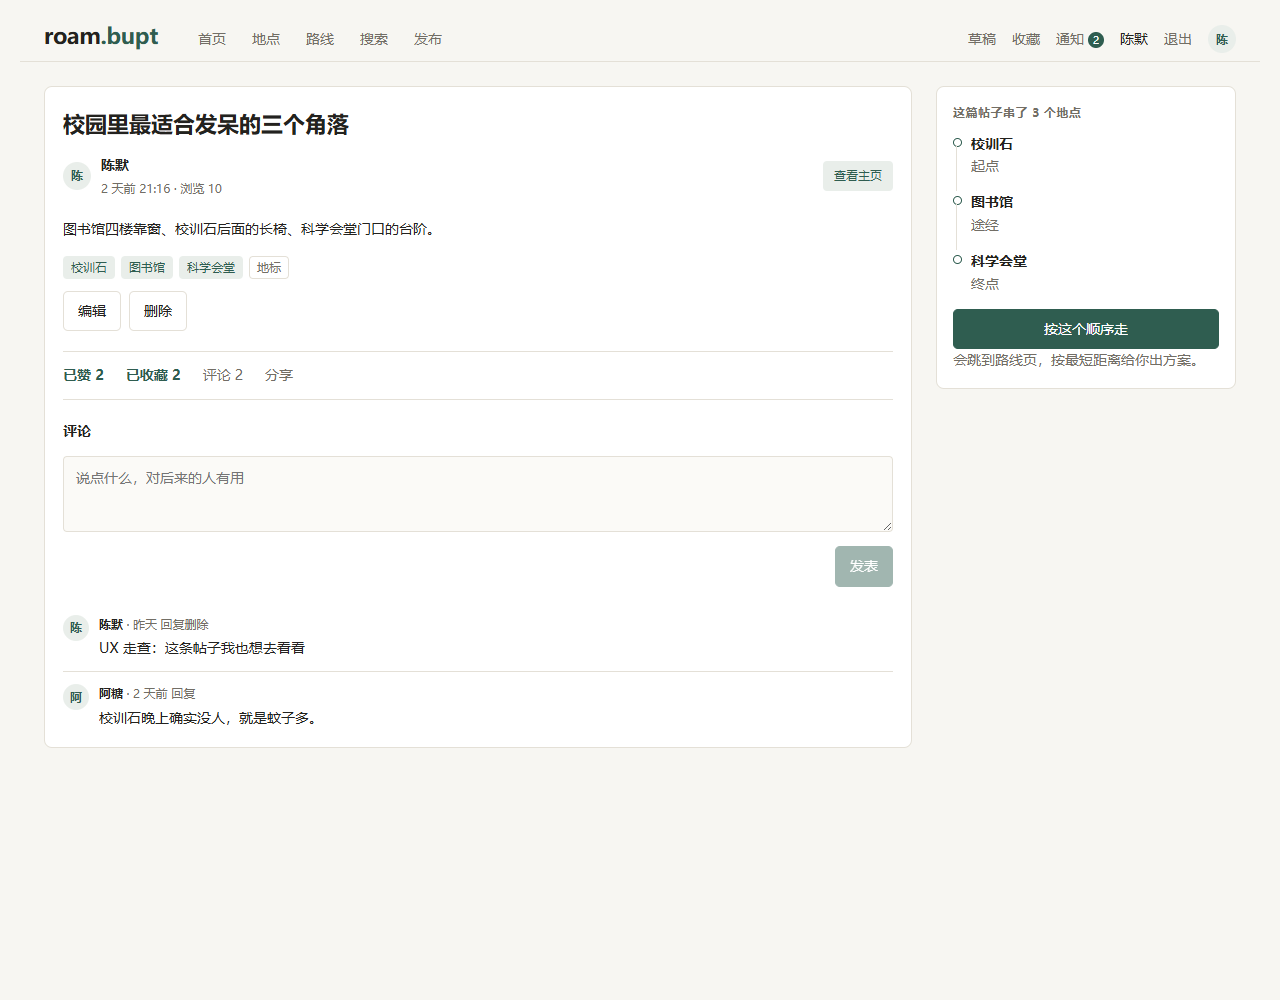 roam.bupt 首页 地点 路线 搜索 发布 草稿 收藏 通知 2 陈默 退出 陈
校园里最适合发呆的三个角落
陈 陈默
2 天前 21:16 · 浏览 10
查看主页
图书馆四楼靠窗、校训石后面的长椅、科学会堂门口的台阶。
校训石 图书馆 科学会堂 地标
编辑 删除
已赞 2 已收藏 2 评论 2 分享
评论
说点什么，对后来的人有用
发表
陈 陈默 · 昨天 回复删除
UX 走查：这条帖子我也想去看看
阿 阿糖 · 2 天前 回复
校训石晚上确实没人，就是蚊子多。
这篇帖子串了 3 个地点
校训石
起点
图书馆
途经
科学会堂
终点
按这个顺序走
会跳到路线页，按最短距离给你出方案。